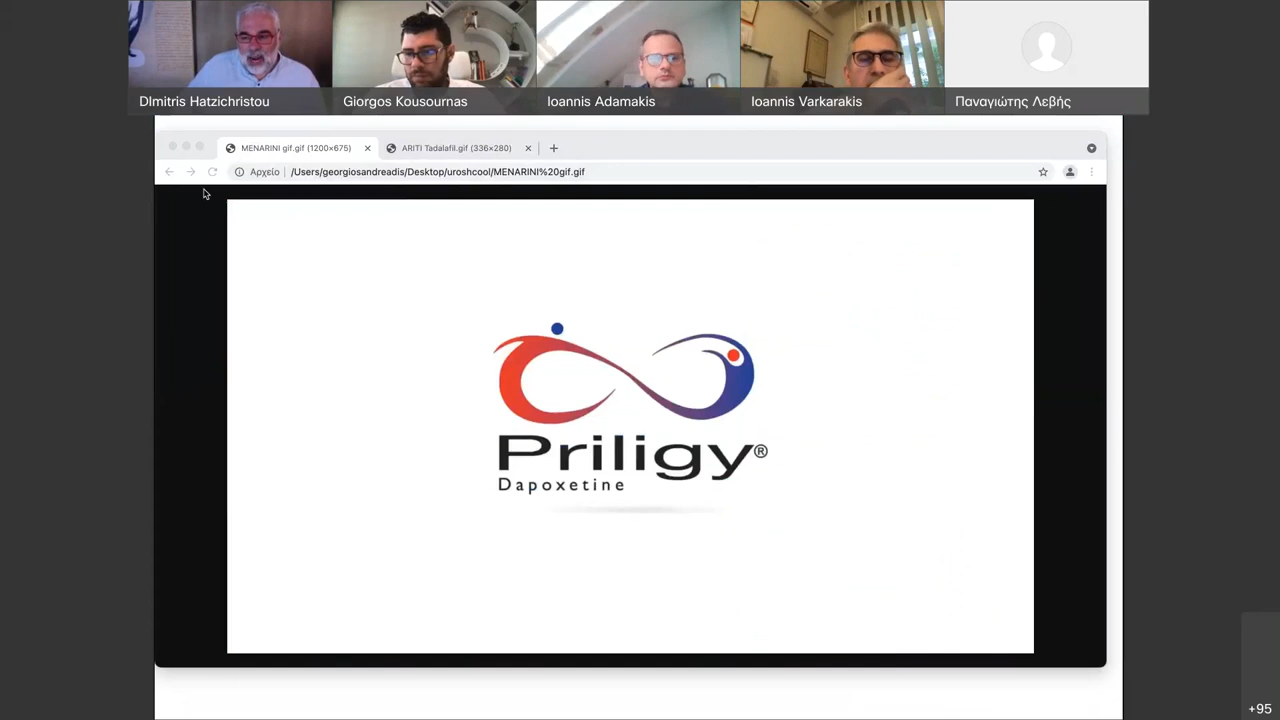 DImitris Hatzichristou
Giorgos Kousournas
Ioannis Adamakis
Ioannis Varkarakis
Παναγιώτης Λεβής
MENARINI gif.gif (1200×675)
ARITI Tadalafil.gif (336×280)
Αρχείο
/Users/georgiosandreadis/Desktop/uroshcool/MENARINI%20gif.gif
Priligy®
Dapoxetine
+95